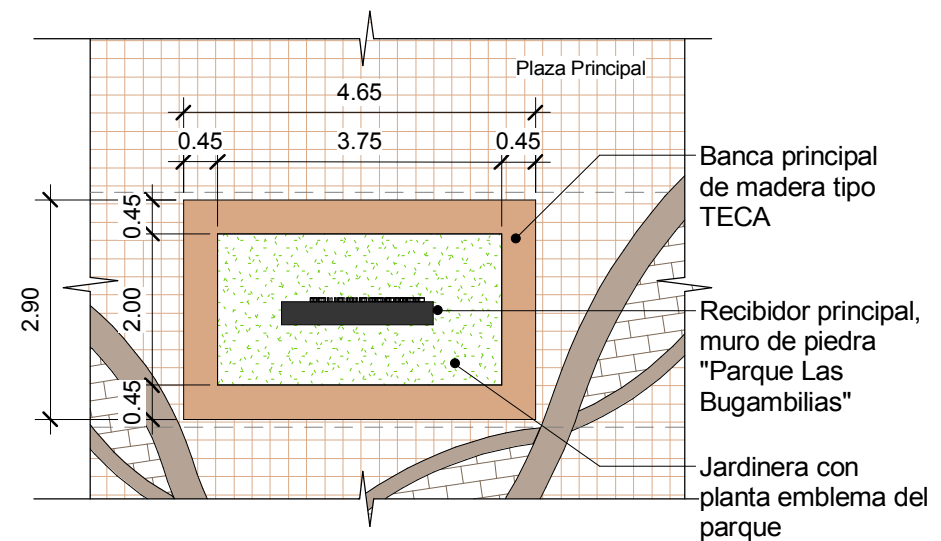 Plaza Principal
4.65
0.45
3.75
0.45
Banca principal
de madera tipo
TECA
0.45
2.90
2.00
0.45
Recibidor principal,
muro de piedra
"Parque Las
Bugambilias"
Jardinera con
planta emblema del
parque